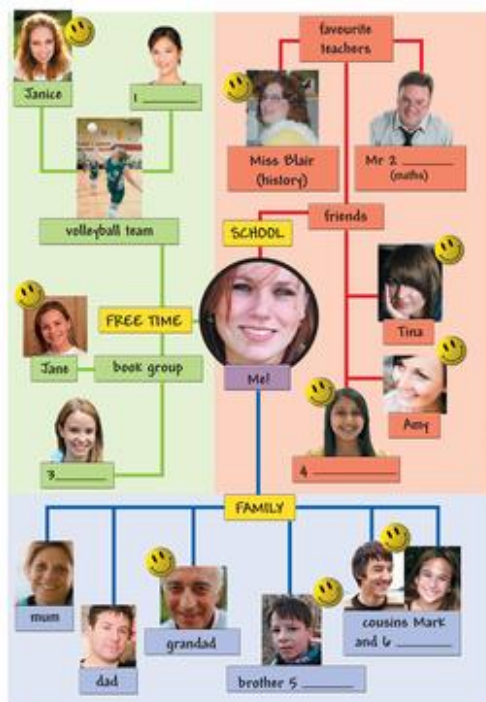 Janice
1 ________
volleyball team
FREE TIME
Jane
book group
3________
favourite
teachers
Miss Blair
(history)
Mr 2 ________
(maths)
SCHOOL
friends
Tina
Amy
4 ________
Me!
FAMILY
mum
dad
grandad
brother 5 ________
cousins Mark
and 6 ________